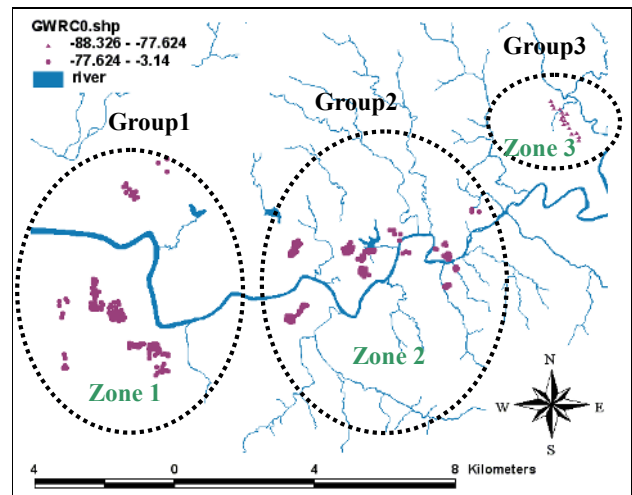 GWRC0.shp
-88.326 - -77.624
-77.624 - -3.14
river
Group3
Group2
Group1
Zone 3
Zone 2
Zone 1
N
W E
S
4 0 4 8 Kilometers